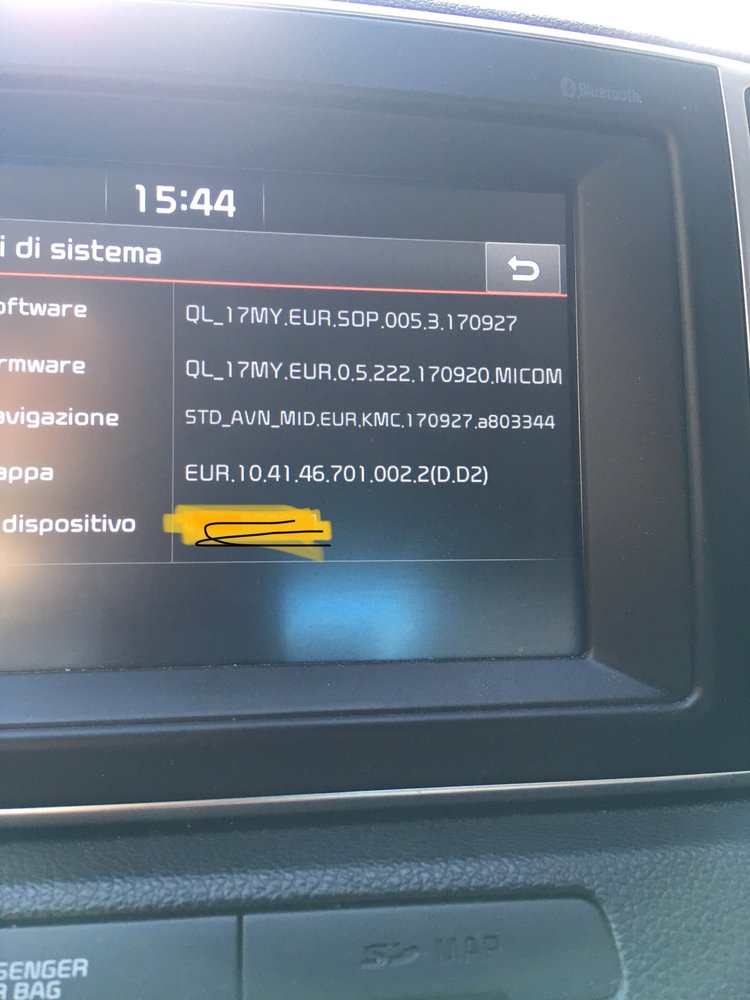 Bluetooth
15:44
i di sistema
oftware QL_17MY.EUR.SOP.005.3.170927
rmware QL_17MY.EUR.0.5.222.170920.MICOM
avigazione STD_AVN_MID.EUR.KMC.170927.a803344
appa EUR.10.41.46.701.002.2(D.D2)
dispositivo
SENGER
R BAG
SD MAP